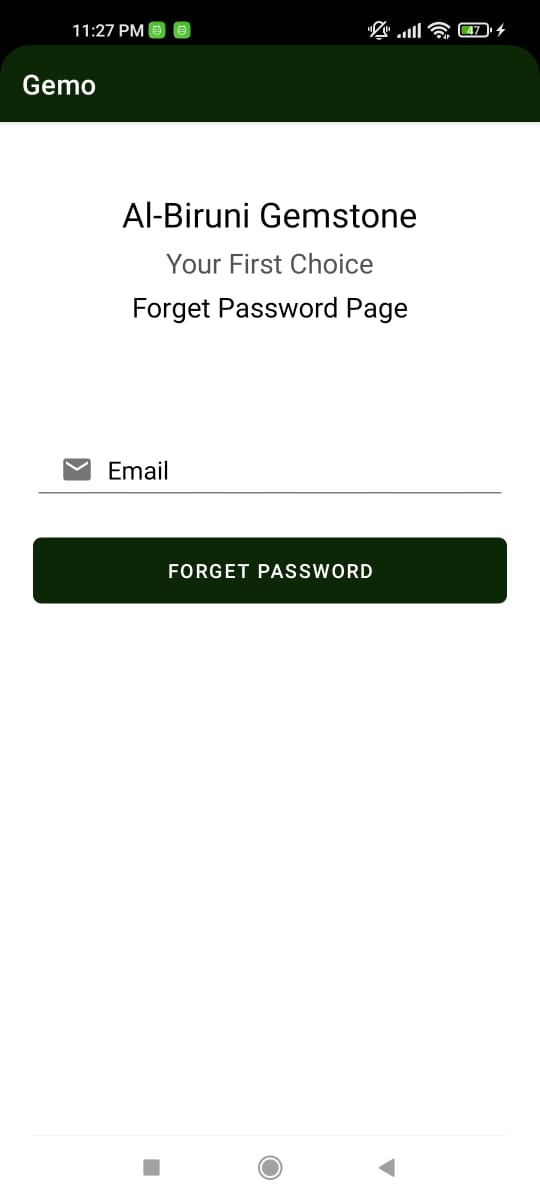 11:27 PM
47
Gemo
Al-Biruni Gemstone
Your First Choice
Forget Password Page
Email
FORGET PASSWORD